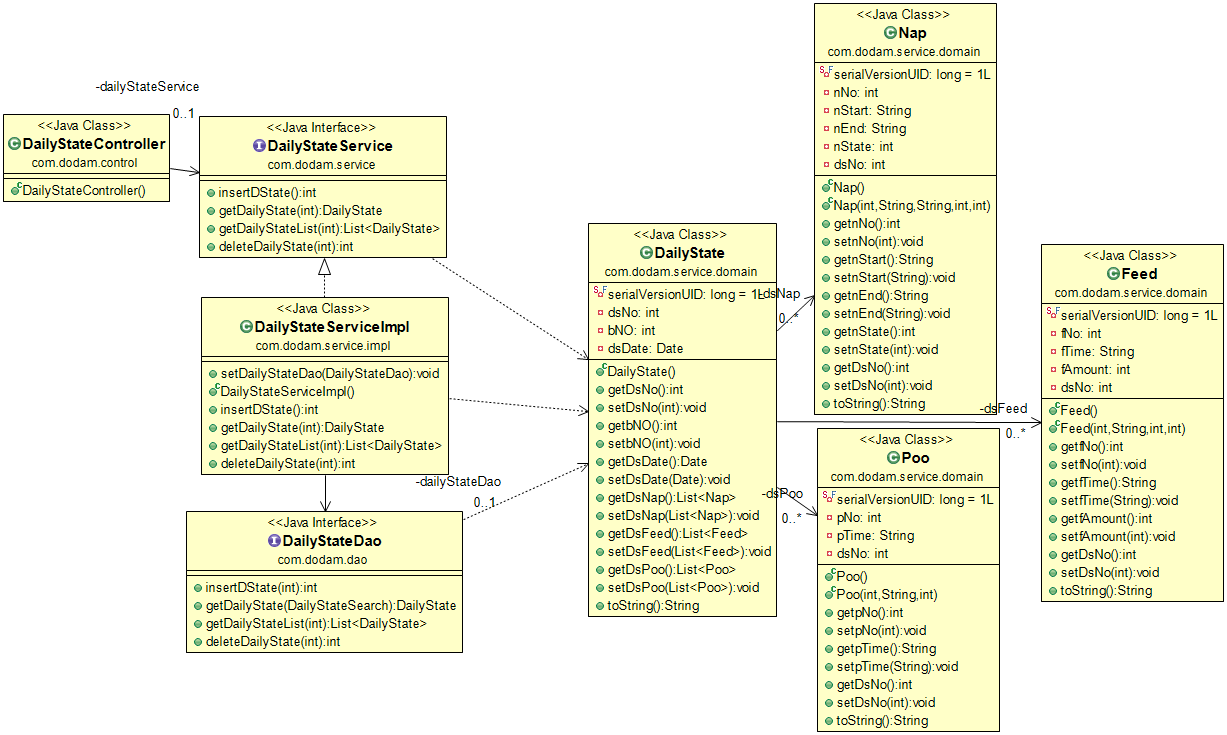 -dailyStateService
0..1
<<Java Class>>
DailyStateController
com.dodam.control
DailyStateController()
<<Java Interface>>
DailyStateService
com.dodam.service
insertDState():int
getDailyState(int):DailyState
getDailyStateList(int):List<DailyState>
deleteDailyState(int):int
<<Java Class>>
DailyStateServiceImpl
com.dodam.service.impl
setDailyStateDao(DailyStateDao):void
DailyStateServiceImpl()
insertDState():int
getDailyState(int):DailyState
getDailyStateList(int):List<DailyState>
deleteDailyState(int):int
-dailyStateDao
0..1
<<Java Interface>>
DailyStateDao
com.dodam.dao
insertDState(int):int
getDailyState(DailyStateSearch):DailyState
getDailyStateList(int):List<DailyState>
deleteDailyState(int):int
<<Java Class>>
DailyState
com.dodam.service.domain
serialVersionUID: long = 1L
dsNo: int
bNO: int
dsDate: Date
DailyState()
getDsNo():int
setDsNo(int):void
getbNO():int
setbNO(int):void
getDsDate():Date
setDsDate(Date):void
getDsNap():List<Nap>
setDsNap(List<Nap>):void
getDsFeed():List<Feed>
setDsFeed(List<Feed>):void
getDsPoo():List<Poo>
setDsPoo(List<Poo>):void
toString():String
-dsNap
0..*
<<Java Class>>
Nap
com.dodam.service.domain
serialVersionUID: long = 1L
nNo: int
nStart: String
nEnd: String
nState: int
dsNo: int
Nap()
Nap(int,String,String,int,int)
getnNo():int
setnNo(int):void
getnStart():String
setnStart(String):void
getnEnd():String
setnEnd(String):void
getnState():int
setnState(int):void
getDsNo():int
setDsNo(int):void
toString():String
-dsPoo
0..*
<<Java Class>>
Poo
com.dodam.service.domain
serialVersionUID: long = 1L
pNo: int
pTime: String
dsNo: int
Poo()
Poo(int,String,int)
getpNo():int
setpNo(int):void
getpTime():String
setpTime(String):void
getDsNo():int
setDsNo(int):void
toString():String
-dsFeed
0..*
<<Java Class>>
Feed
com.dodam.service.domain
serialVersionUID: long = 1L
fNo: int
fTime: String
fAmount: int
dsNo: int
Feed()
Feed(int,String,int,int)
getfNo():int
setfNo(int):void
getfTime():String
setfTime(String):void
getfAmount():int
setfAmount(int):void
getDsNo():int
setDsNo(int):void
toString():String